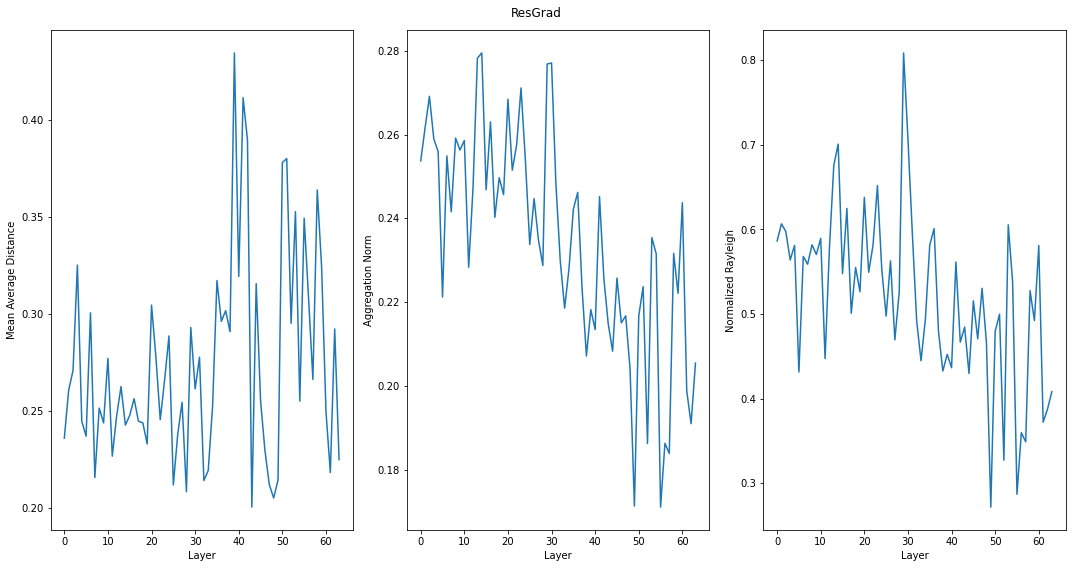 ResGrad
Mean Average Distance
0.40
0.35
0.30
0.25
0.20
0 10 20 30 40 50 60
Layer
Aggregation Norm
0.28
0.26
0.24
0.22
0.20
0.18
0 10 20 30 40 50 60
Layer
Normalized Rayleigh
0.8
0.7
0.6
0.5
0.4
0.3
0 10 20 30 40 50 60
Layer